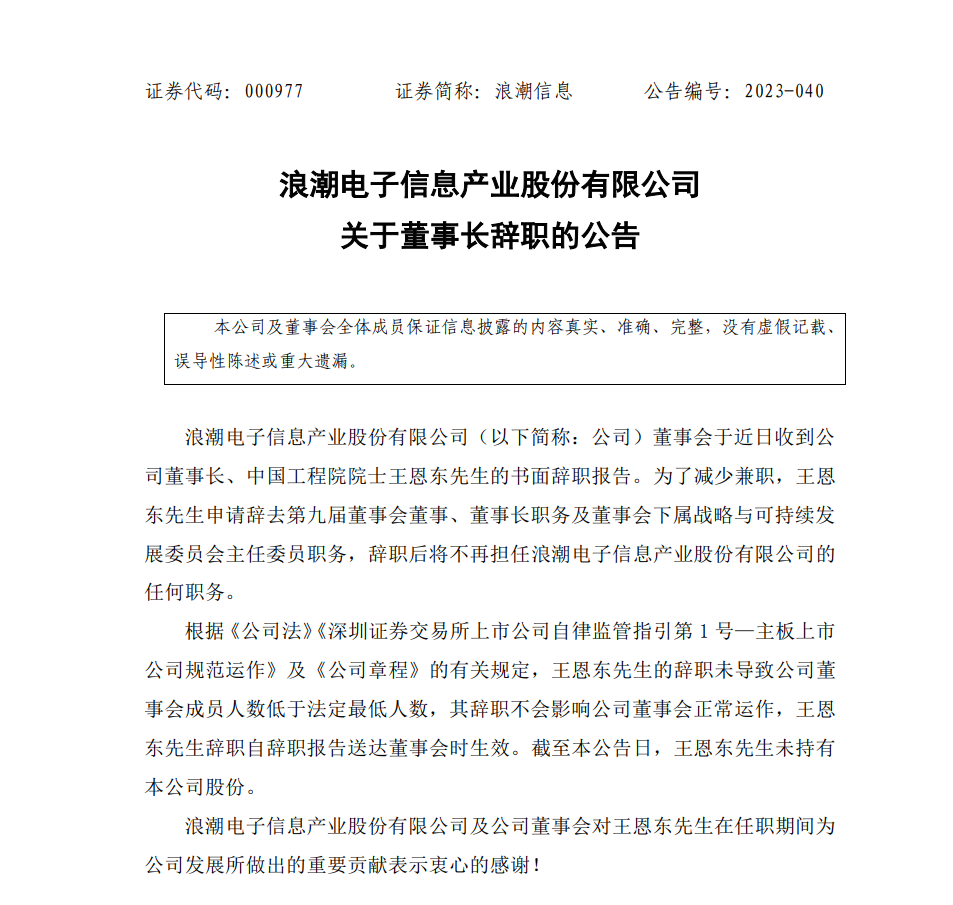 证券代码：000977 证券简称：浪潮信息 公告编号：2023-040
浪潮电子信息产业股份有限公司
关于董事长辞职的公告
本公司及董事会全体成员保证信息披露的内容真实、准确、完整，没有虚假记载、
误导性陈述或重大遗漏。
浪潮电子信息产业股份有限公司（以下简称：公司）董事会于近日收到公
司董事长、中国工程院院士王恩东先生的书面辞职报告。为了减少兼职，王恩
东先生申请辞去第九届董事会董事、董事长职务及董事会下属战略与可持续发
展委员会主任委员职务，辞职后将不再担任浪潮电子信息产业股份有限公司的
任何职务。
根据《公司法》《深圳证券交易所上市公司自律监管指引第 1 号—主板上市
公司规范运作》及《公司章程》的有关规定，王恩东先生的辞职未导致公司董
事会成员人数低于法定最低人数，其辞职不会影响公司董事会正常运作，王恩
东先生辞职自辞职报告送达董事会时生效。截至本公告日，王恩东先生未持有
本公司股份。
浪潮电子信息产业股份有限公司及公司董事会对王恩东先生在任职期间为
公司发展所做出的重要贡献表示衷心的感谢！